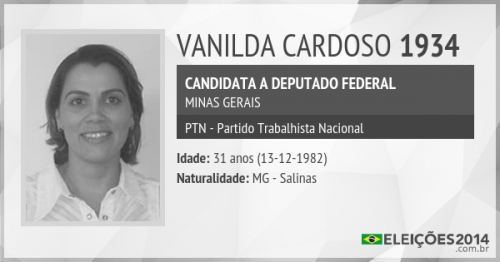 VANILDA CARDOSO 1934
CANDIDATA A DEPUTADO FEDERAL
MINAS GERAIS
PTN - Partido Trabalhista Nacional
Idade: 31 anos (13-12-1982)
Naturalidade: MG - Salinas
ELEIÇÕES2014
.com.br